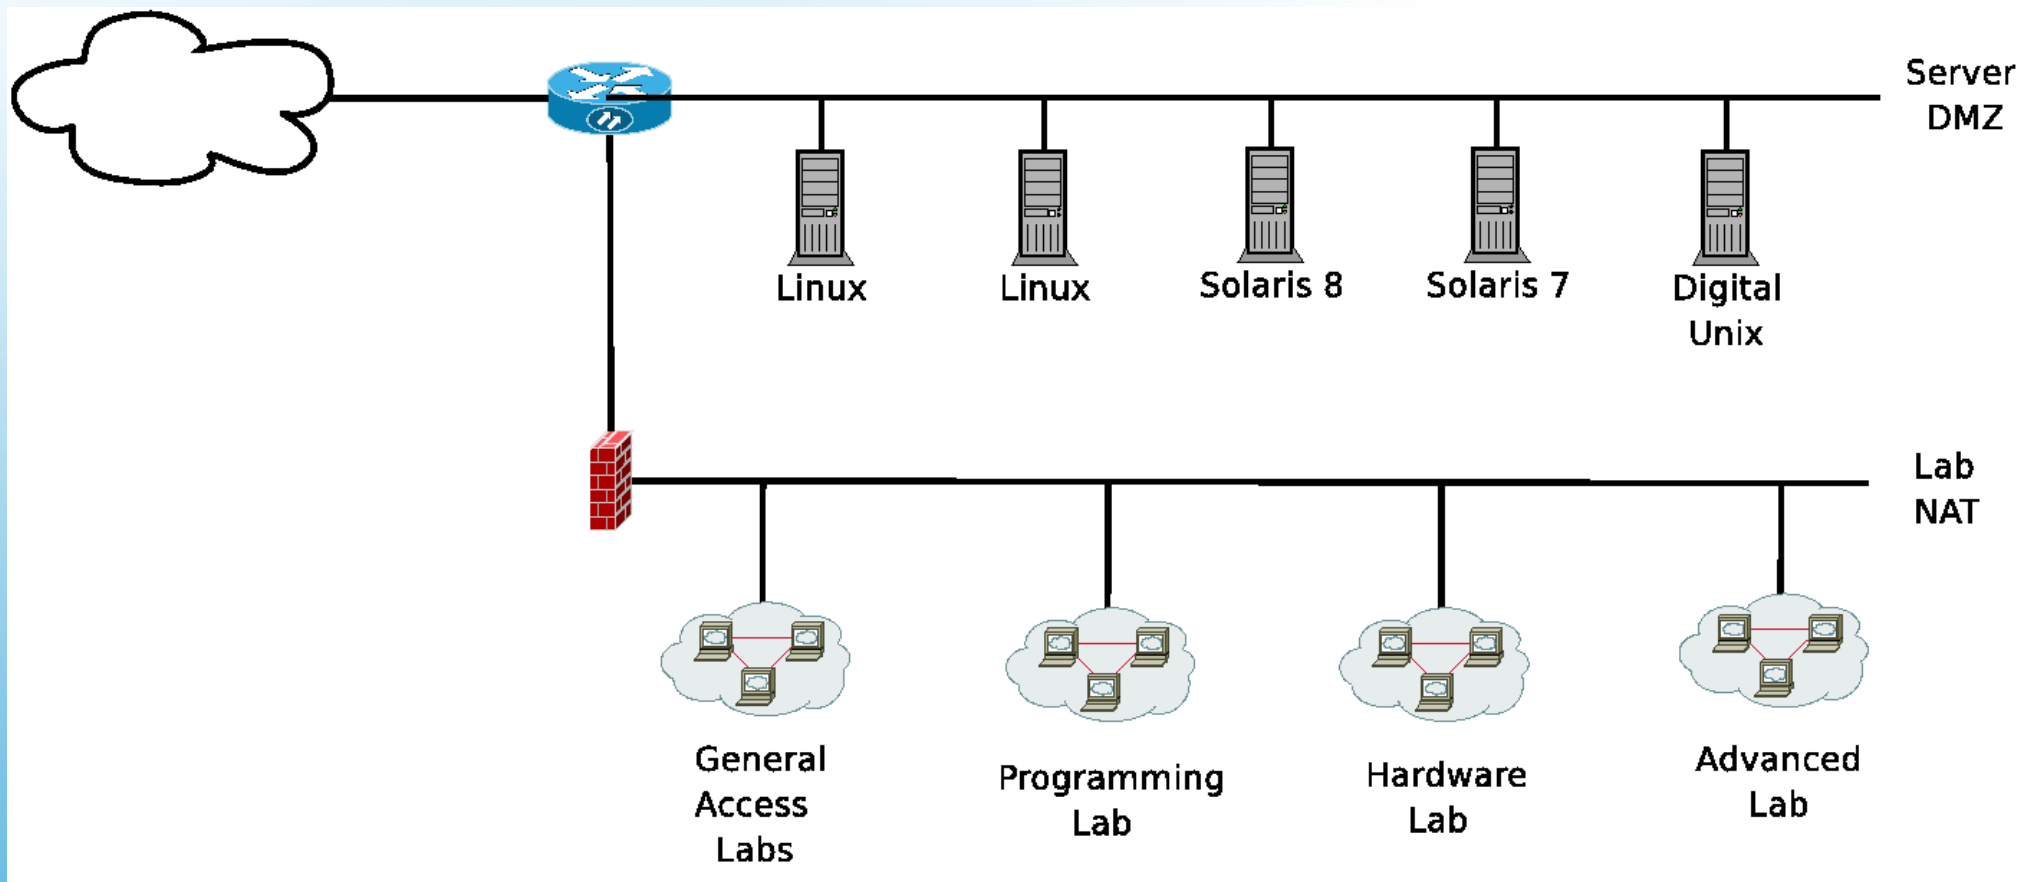 Server
DMZ
Linux
Linux
Solaris 8
Solaris 7
Digital
Unix
Lab
NAT
General
Access
Labs
Programming
Lab
Hardware
Lab
Advanced
Lab